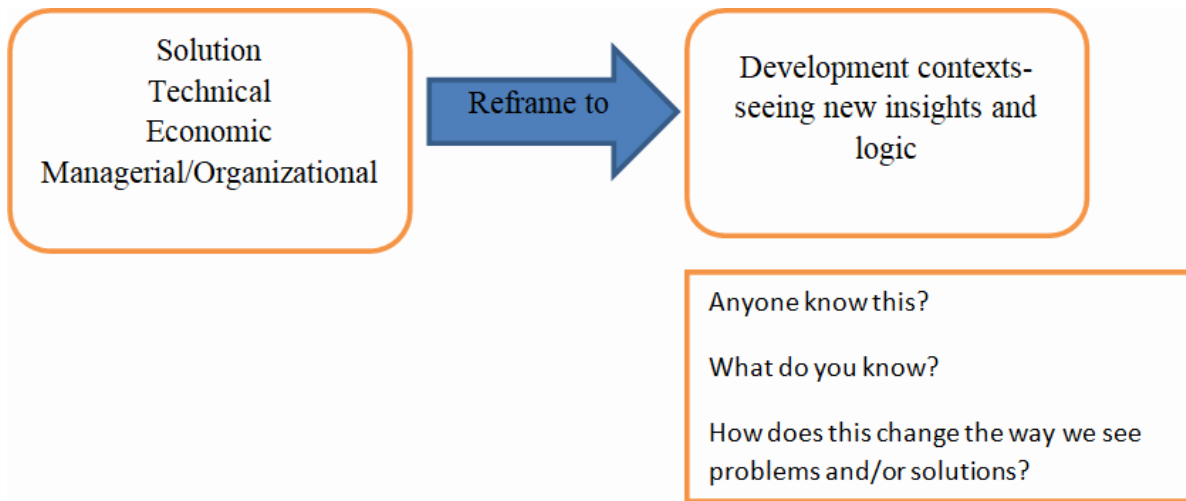 Solution
Technical
Economic
Managerial/Organizational
Reframe to
Development contexts-
seeing new insights and
logic
Anyone know this?
What do you know?
How does this change the way we see
problems and/or solutions?